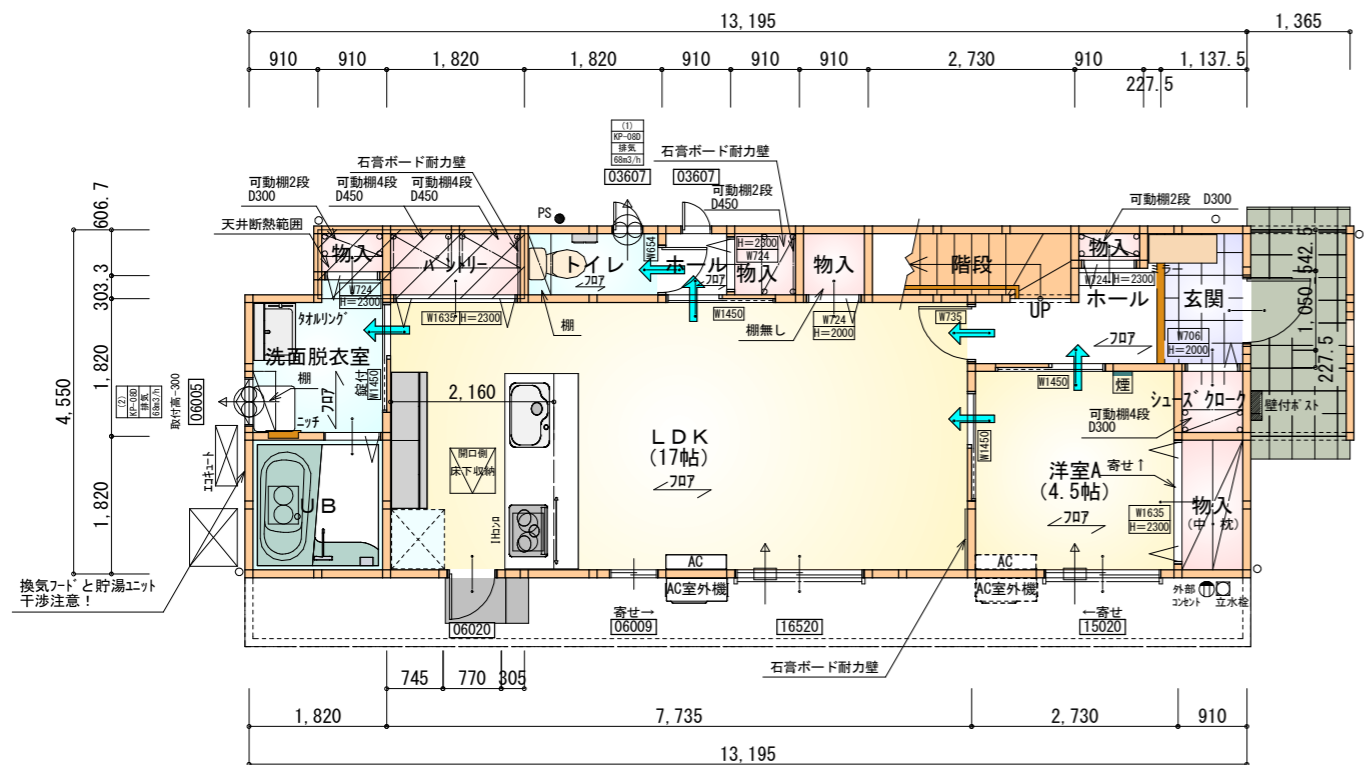 13,195
1,365
910
910
1,820
1,820
910
910
910
2,730
910
1,137.5
227.5
(1)
KP-08D
排気
68m3/h
石膏ボード耐力壁
石膏ボード耐力壁
03607
03607
可動棚2段
D300
可動棚4段
D450
可動棚4段
D450
可動棚2段
D450
可動棚2段 D300
PS
天井断熱範囲
606.7
303.3
1,820
1,820
4,550
物入
パントリー
トイレ
フロア
W654
ホール
フロア
H=2300
W724
物入
物入
階段
物入
ミラー
W724
H=2300
ホール
フロア
玄関
542.5
1,050
227.5
W724
H=2300
タオルリング
洗面脱衣室
棚
フロア
ニッチ
錠付
W1450
W1635
H=2300
棚
W1450
棚無し
W724
H=2000
W735
UP
W706
H=2000
(2)
KP-08D
排気
68m3/h
取付高-300
06005
2,160
LDK
(17帖)
フロア
W1450
W1450
煙
シューズクローク
壁付ポスト
可動棚4段
D300
開口側
床下収納
IHコンロ
洋室A
(4.5帖)
フロア
寄せ↑
W1635
H=2300
物入
(中・枕)
エコキュート
UB
換気フードと貯湯ユニット
干渉注意!
AC
AC室外機
AC
AC室外機
外部
コンセント
立水栓
06020
寄せ→
06009
16520
←寄せ
15020
石膏ボード耐力壁
745
770
305
1,820
7,735
2,730
910
13,195